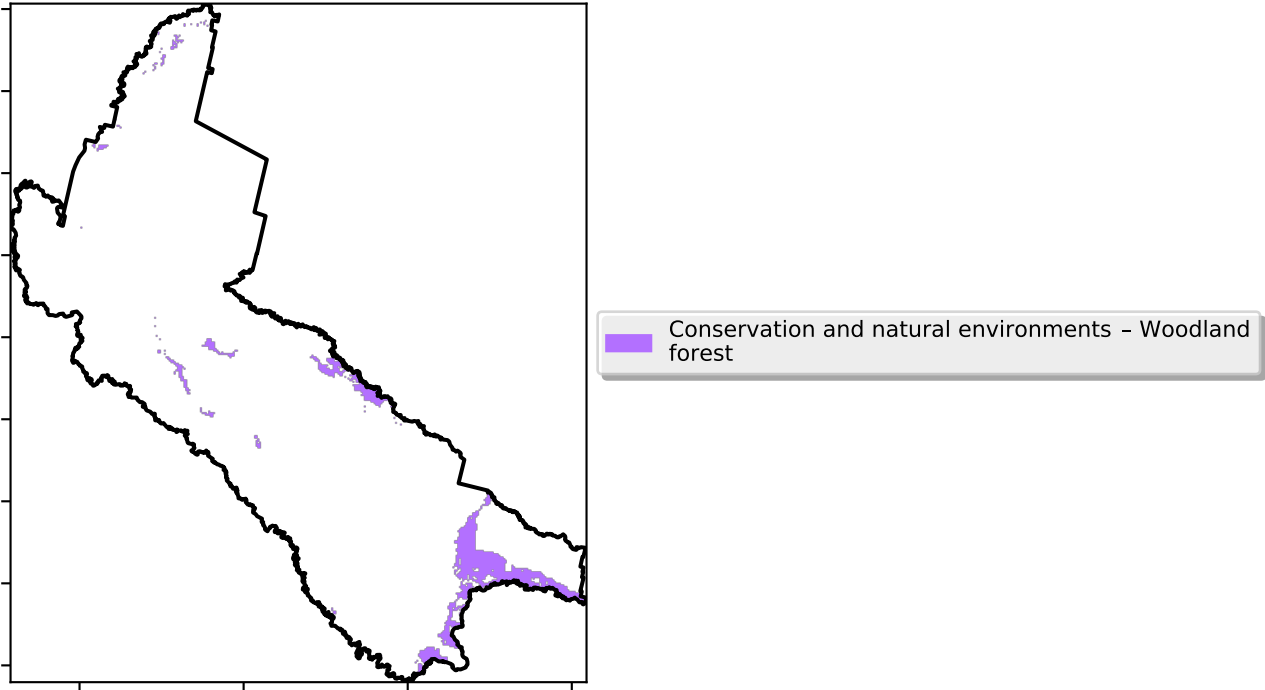 Conservation and natural environments – Woodland
forest